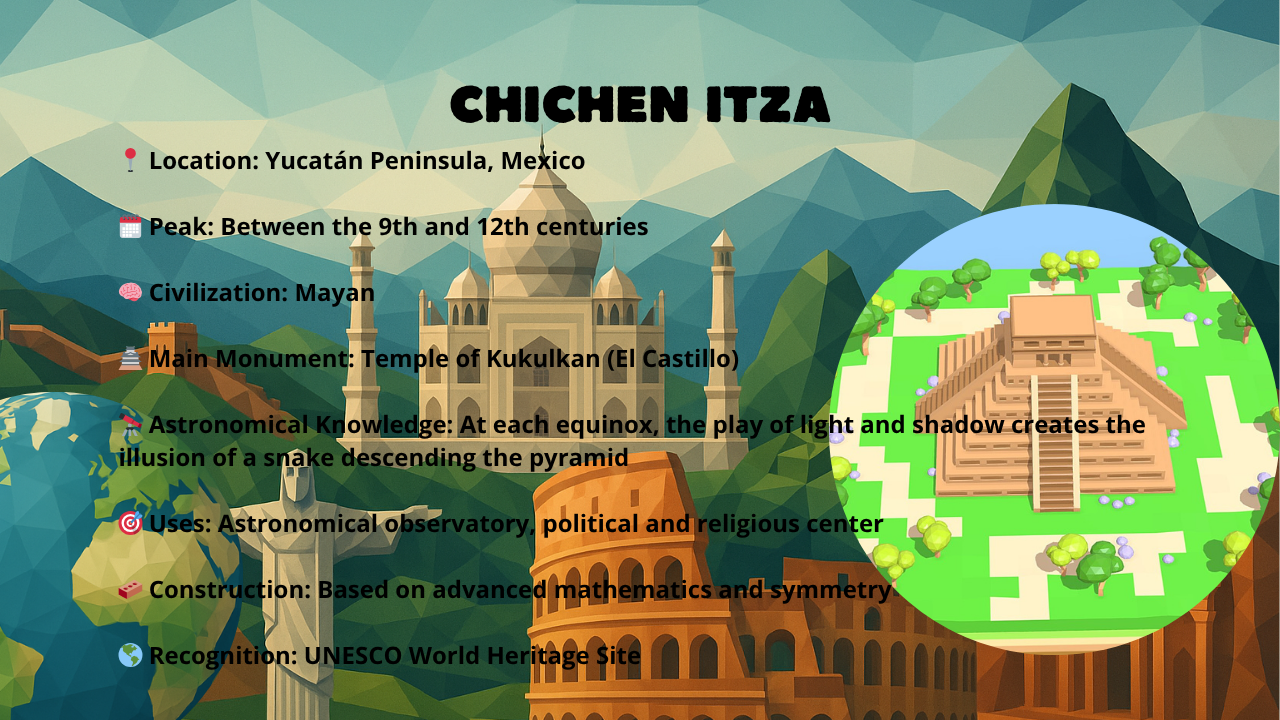 CHICHEN ITZA
📍 Location: Yucatán Peninsula, Mexico
📅 Peak: Between the 9th and 12th centuries
🧠 Civilization: Mayan
🏯 Main Monument: Temple of Kukulkan (El Castillo)
🔭 Astronomical Knowledge: At each equinox, the play of light and shadow creates the
illusion of a snake descending the pyramid
🎯 Uses: Astronomical observatory, political and religious center
🧱 Construction: Based on advanced mathematics and symmetry.
🌎 Recognition: UNESCO World Heritage Site